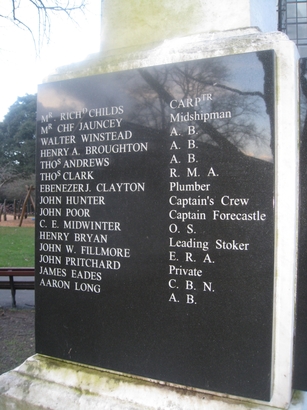 MR. RICHD CHILDS CARPTR
MR CHF JAUNCEY Midshipman
WALTER WINSTEAD A. B.
HENRY A. BROUGHTON A. B.
THOS ANDREWS A. B.
THOS CLARK R. M. A.
EBENEZERJ. CLAYTON Plumber
JOHN HUNTER Captain's Crew
JOHN POOR Captain Forecastle
C. E. MIDWINTER O. S.
HENRY BRYAN Leading Stoker
JOHN W. FILLMORE E. R. A.
JOHN PRITCHARD Private
JAMES EADES C. B. N.
AARON LONG A. B.